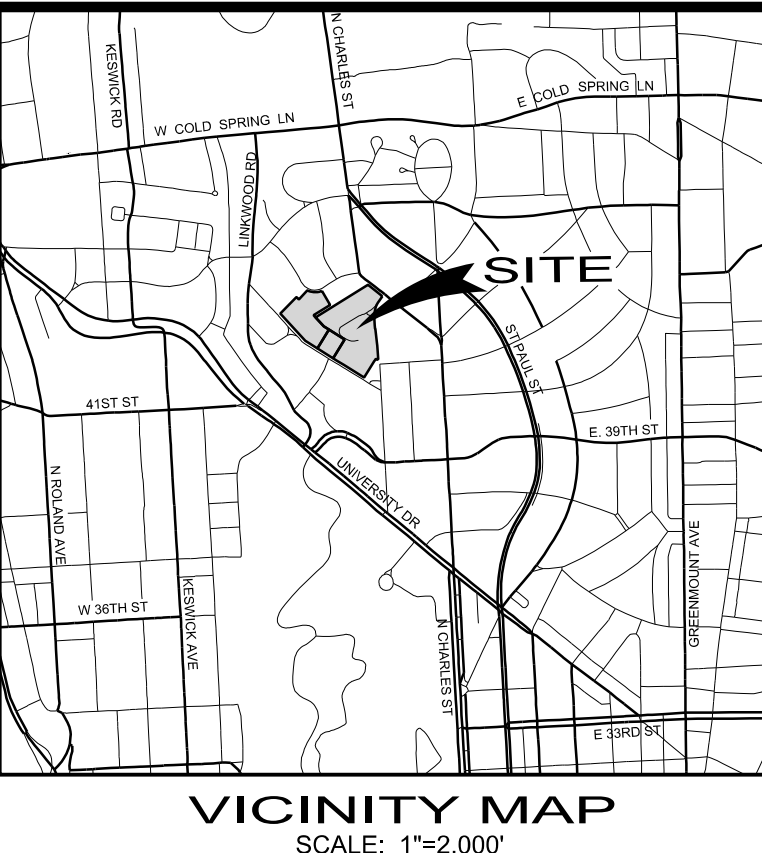 KESWICK RD
N CHARLES ST
W COLD SPRING LN
E COLD SPRING LN
LINKWOOD RD
SITE
ST PAUL ST
41ST ST
E. 39TH ST
N ROLAND AVE
UNIVERSITY DR
GREENMOUNT AVE
W 36TH ST
KESWICK AVE
N CHARLES ST
E 33RD ST
VICINITY MAP
SCALE: 1"=2,000'